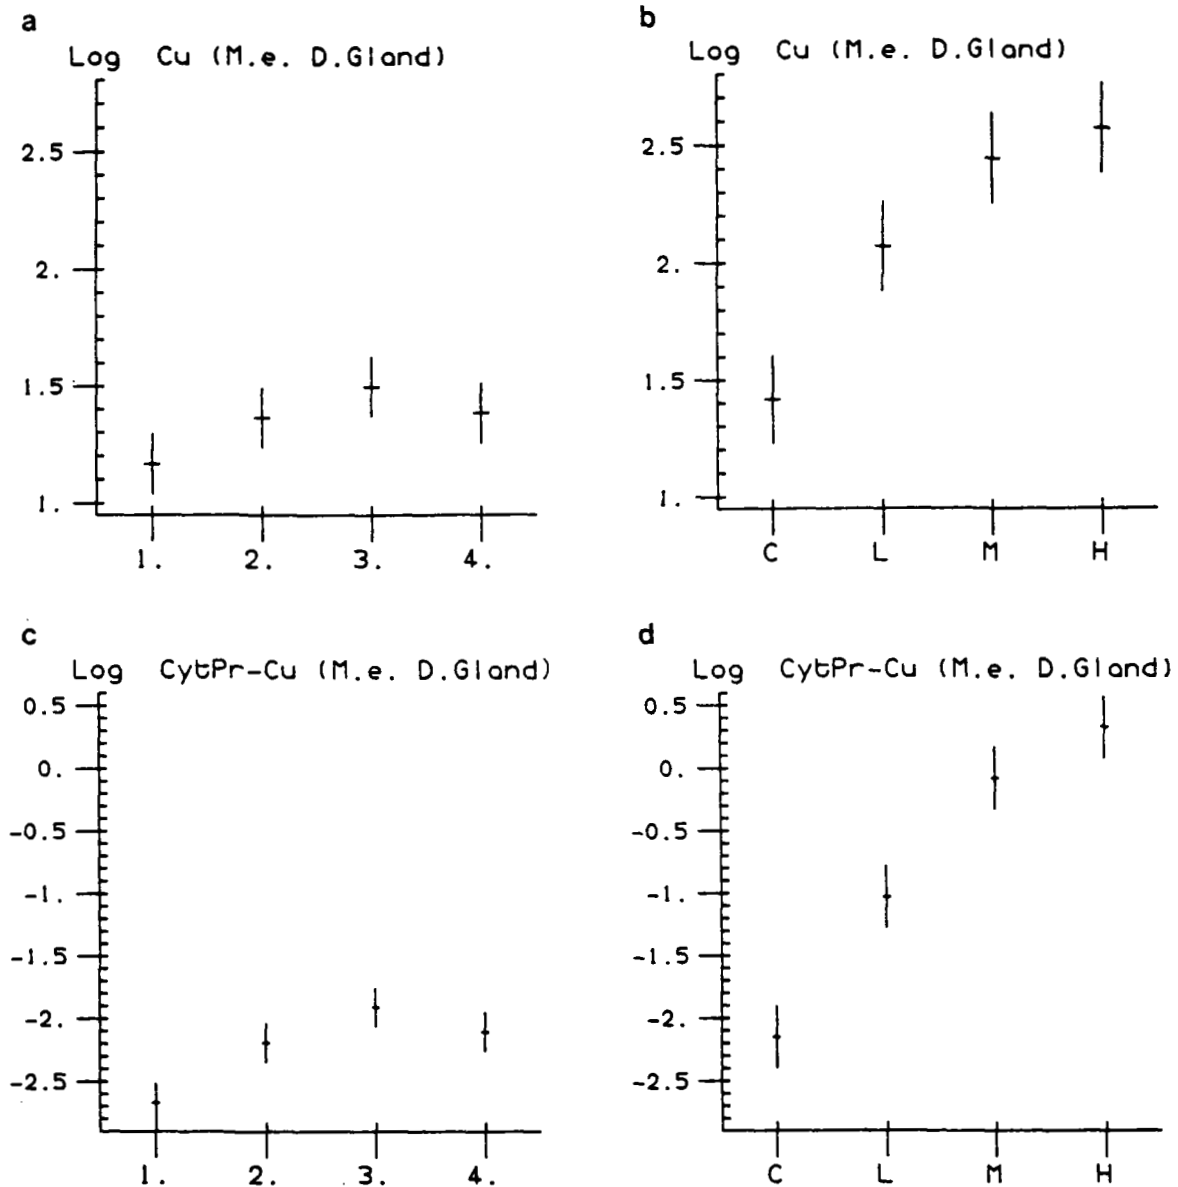 a
Log Cu (M.e. D.Gland)
2.5
2.
1.5
1.
1. 2. 3. 4.
b
Log Cu (M.e. D.Gland)
2.5
2.
1.5
1.
C L M H
c
Log CytPr-Cu (M.e. D.Gland)
0.5
0.
-0.5
-1.
-1.5
-2.
-2.5
1. 2. 3. 4.
d
Log CytPr-Cu (M.e. D.Gland)
0.5
0.
-0.5
-1.
-1.5
-2.
-2.5
C L M H